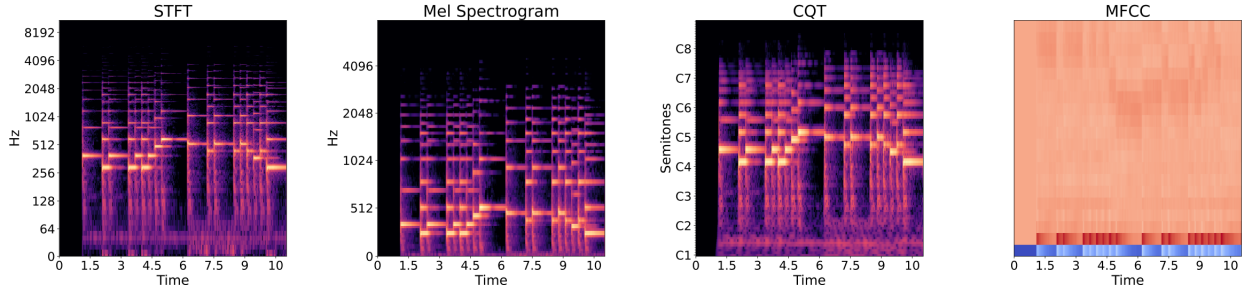 STFT
8192
4096
2048
1024
512
256
128
64
0
Hz
0 1.5 3 4.5 6 7.5 9 10.5
Time
Mel Spectrogram
4096
2048
1024
512
0
Hz
0 1.5 3 4.5 6 7.5 9 10.5
Time
CQT
C8
C7
C6
C5
C4
C3
C2
C1
Semitones
0 1.5 3 4.5 6 7.5 9 10.5
Time
MFCC
0 1.5 3 4.5 6 7.5 9 10.5
Time